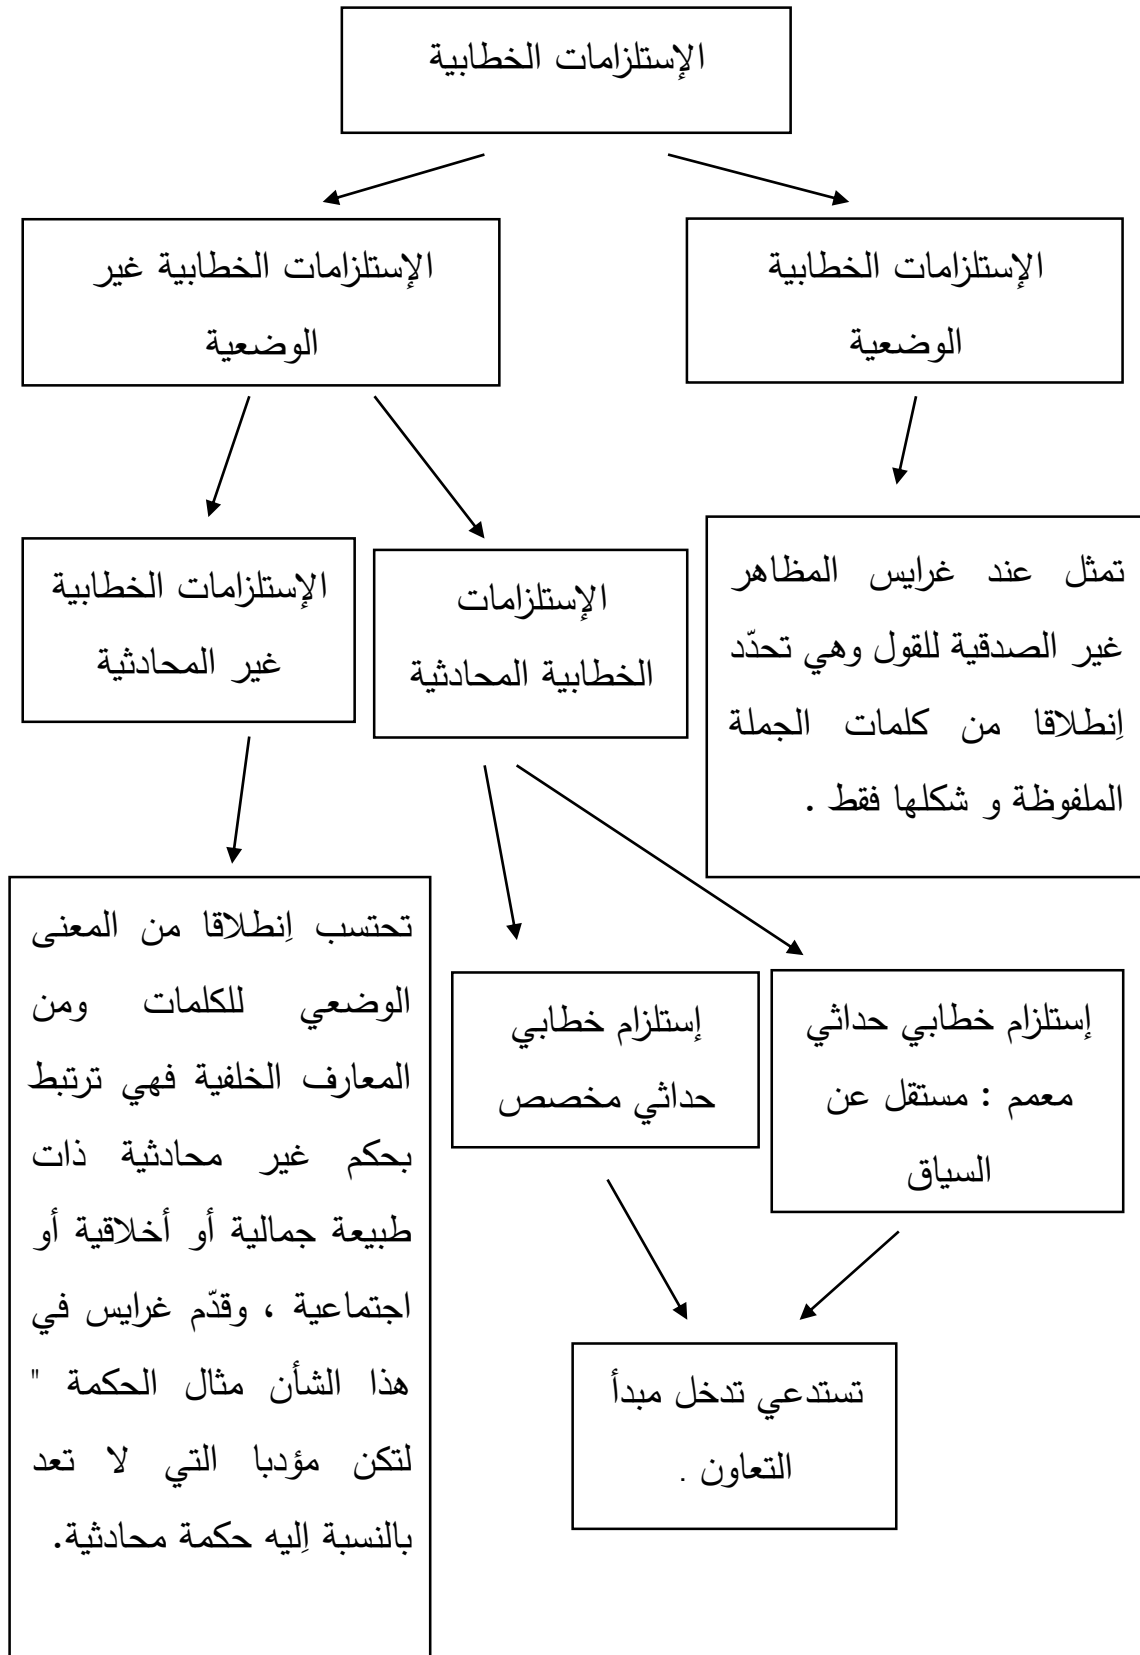 الإستلزامات الخطابية
الإستلزامات الخطابية
الوضعية
الإستلزامات الخطابية غير
الوضعية
تمثل عند غرايس المظاهر
غير الصدقية للقول وهي تحدّد
إنطلاقا من كلمات الجملة
الملفوظة و شكلها فقط .
الإستلزامات
الخطابية المحادثية
الإستلزامات الخطابية
غير المحادثية
إستلزام خطابي حداثي
معمم : مستقل عن
السياق
إستلزام خطابي
حداثي مخصص
تحتسب إنطلاقا من المعنى
الوضعي للكلمات ومن
المعارف الخلفية فهي ترتبط
بحكم غير محادثية ذات
طبيعة جمالية أو أخلاقية أو
اجتماعية ، وقدّم غرايس في
هذا الشأن مثال الحكمة "
لتكن مؤدبا التي لا تعد
بالنسبة إليه حكمة محادثية.
تستدعي تدخل مبدأ
التعاون .